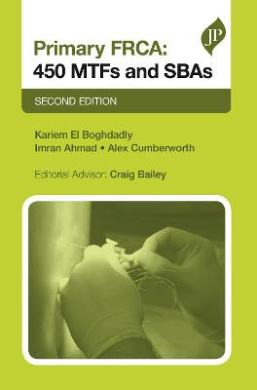 JP
Primary FRCA:
450 MTFs and SBAs
SECOND EDITION
Kariem El Boghdadly
Imran Ahmad • Alex Cumberworth
Editorial Advisor: Craig Bailey